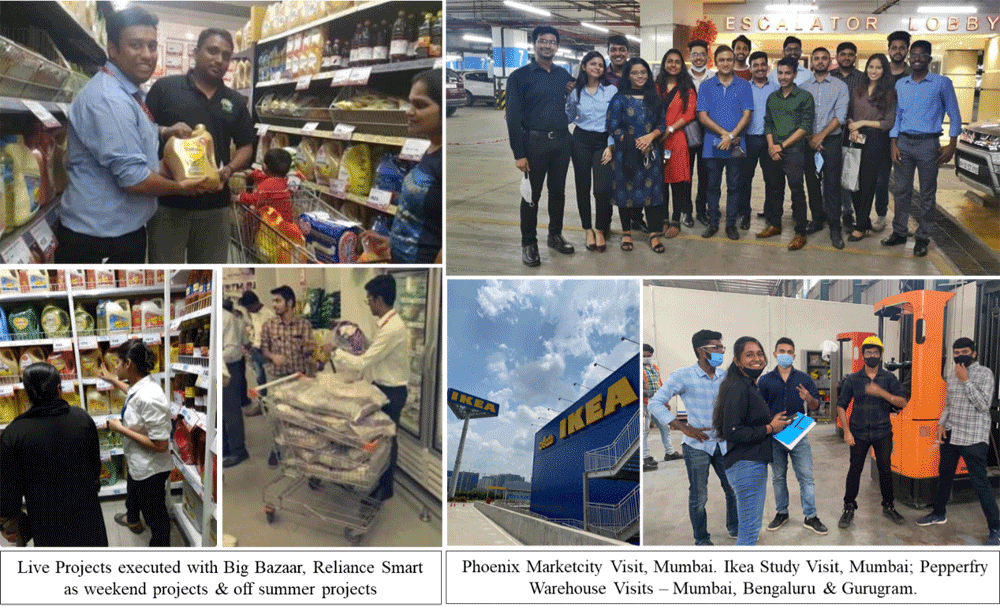 ESCALATOR LOBBY
IKEA
IKEA
Live Projects executed with Big Bazaar, Reliance Smart
as weekend projects & off summer projects
Phoenix Marketcity Visit, Mumbai. Ikea Study Visit, Mumbai; Pepperfry
Warehouse Visits – Mumbai, Bengaluru & Gurugram.